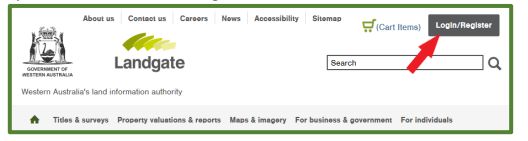 About us Contact us Careers News Accessibility Sitemap (Cart Items) Login/Register
GOVERNMENT OF
WESTERN AUSTRALIA
Landgate
Search
Western Australia's land information authority
Titles & surveys Property valuations & reports Maps & imagery For business & government For individuals